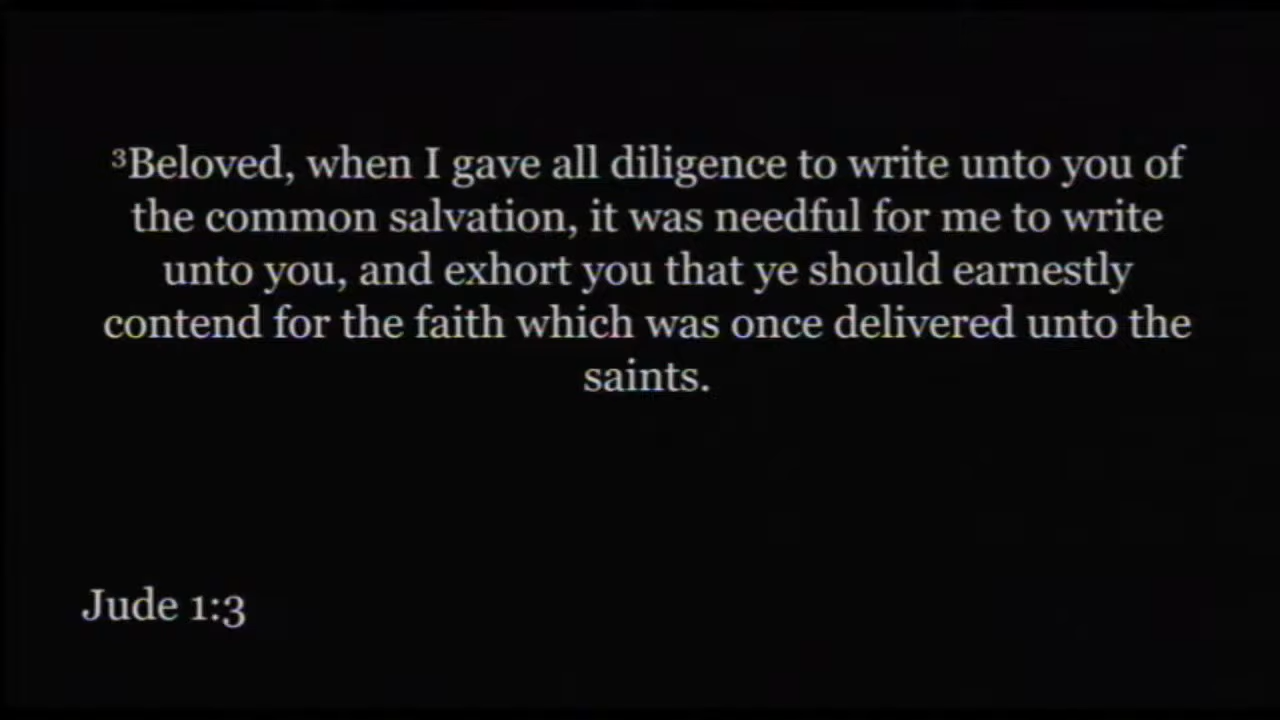 ³Beloved, when I gave all diligence to write unto you of
the common salvation, it was needful for me to write
unto you, and exhort you that ye should earnestly
contend for the faith which was once delivered unto the
saints.
Jude 1:3